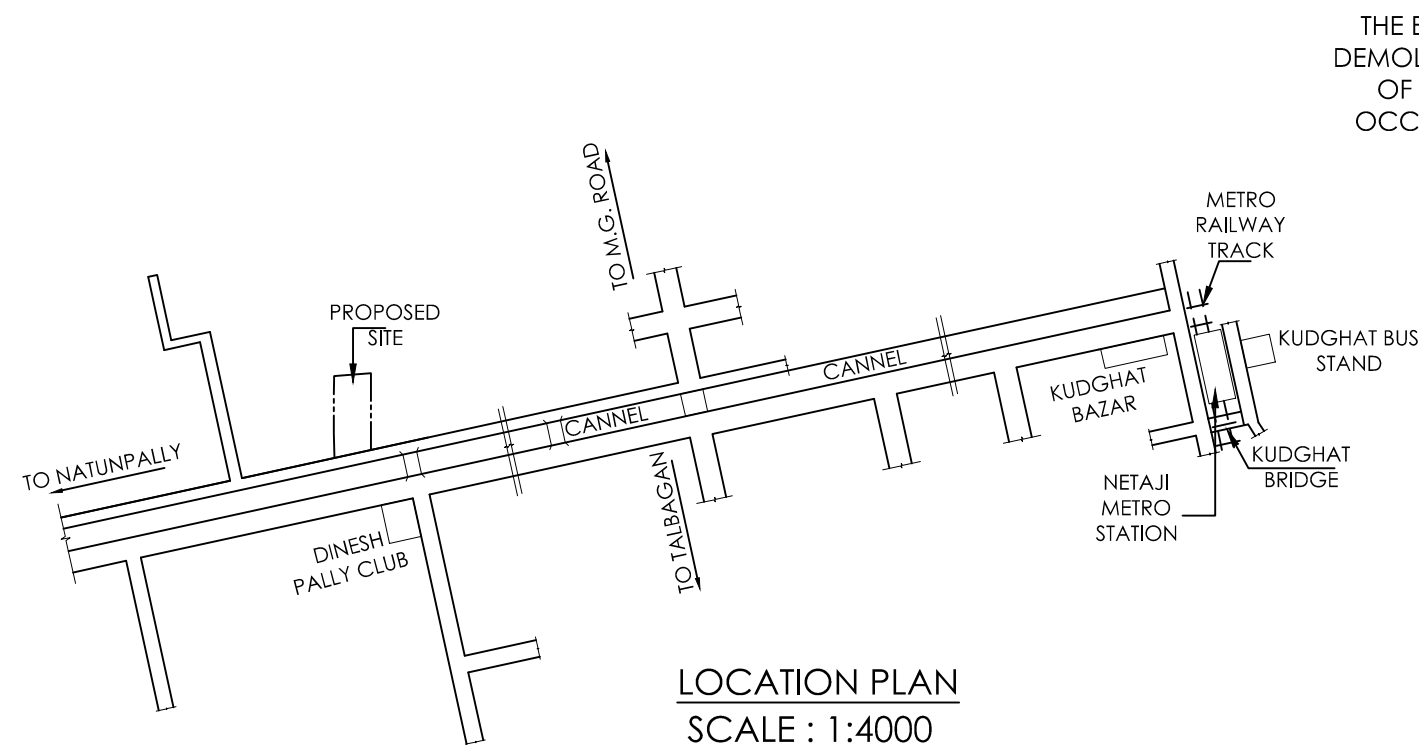 THE
DEMOL
OF
OCC
TO M.G. ROAD
METRO
RAILWAY
TRACK
PROPOSED
SITE
KUDGHAT BUS
STAND
CANNEL
KUDGHAT
BAZAR
CANNEL
TO NATUNPALLY
KUDGHAT
BRIDGE
NETAJI
METRO
STATION
DINESH
PALLY CLUB
TO TALBAGAN
LOCATION PLAN
SCALE : 1:4000